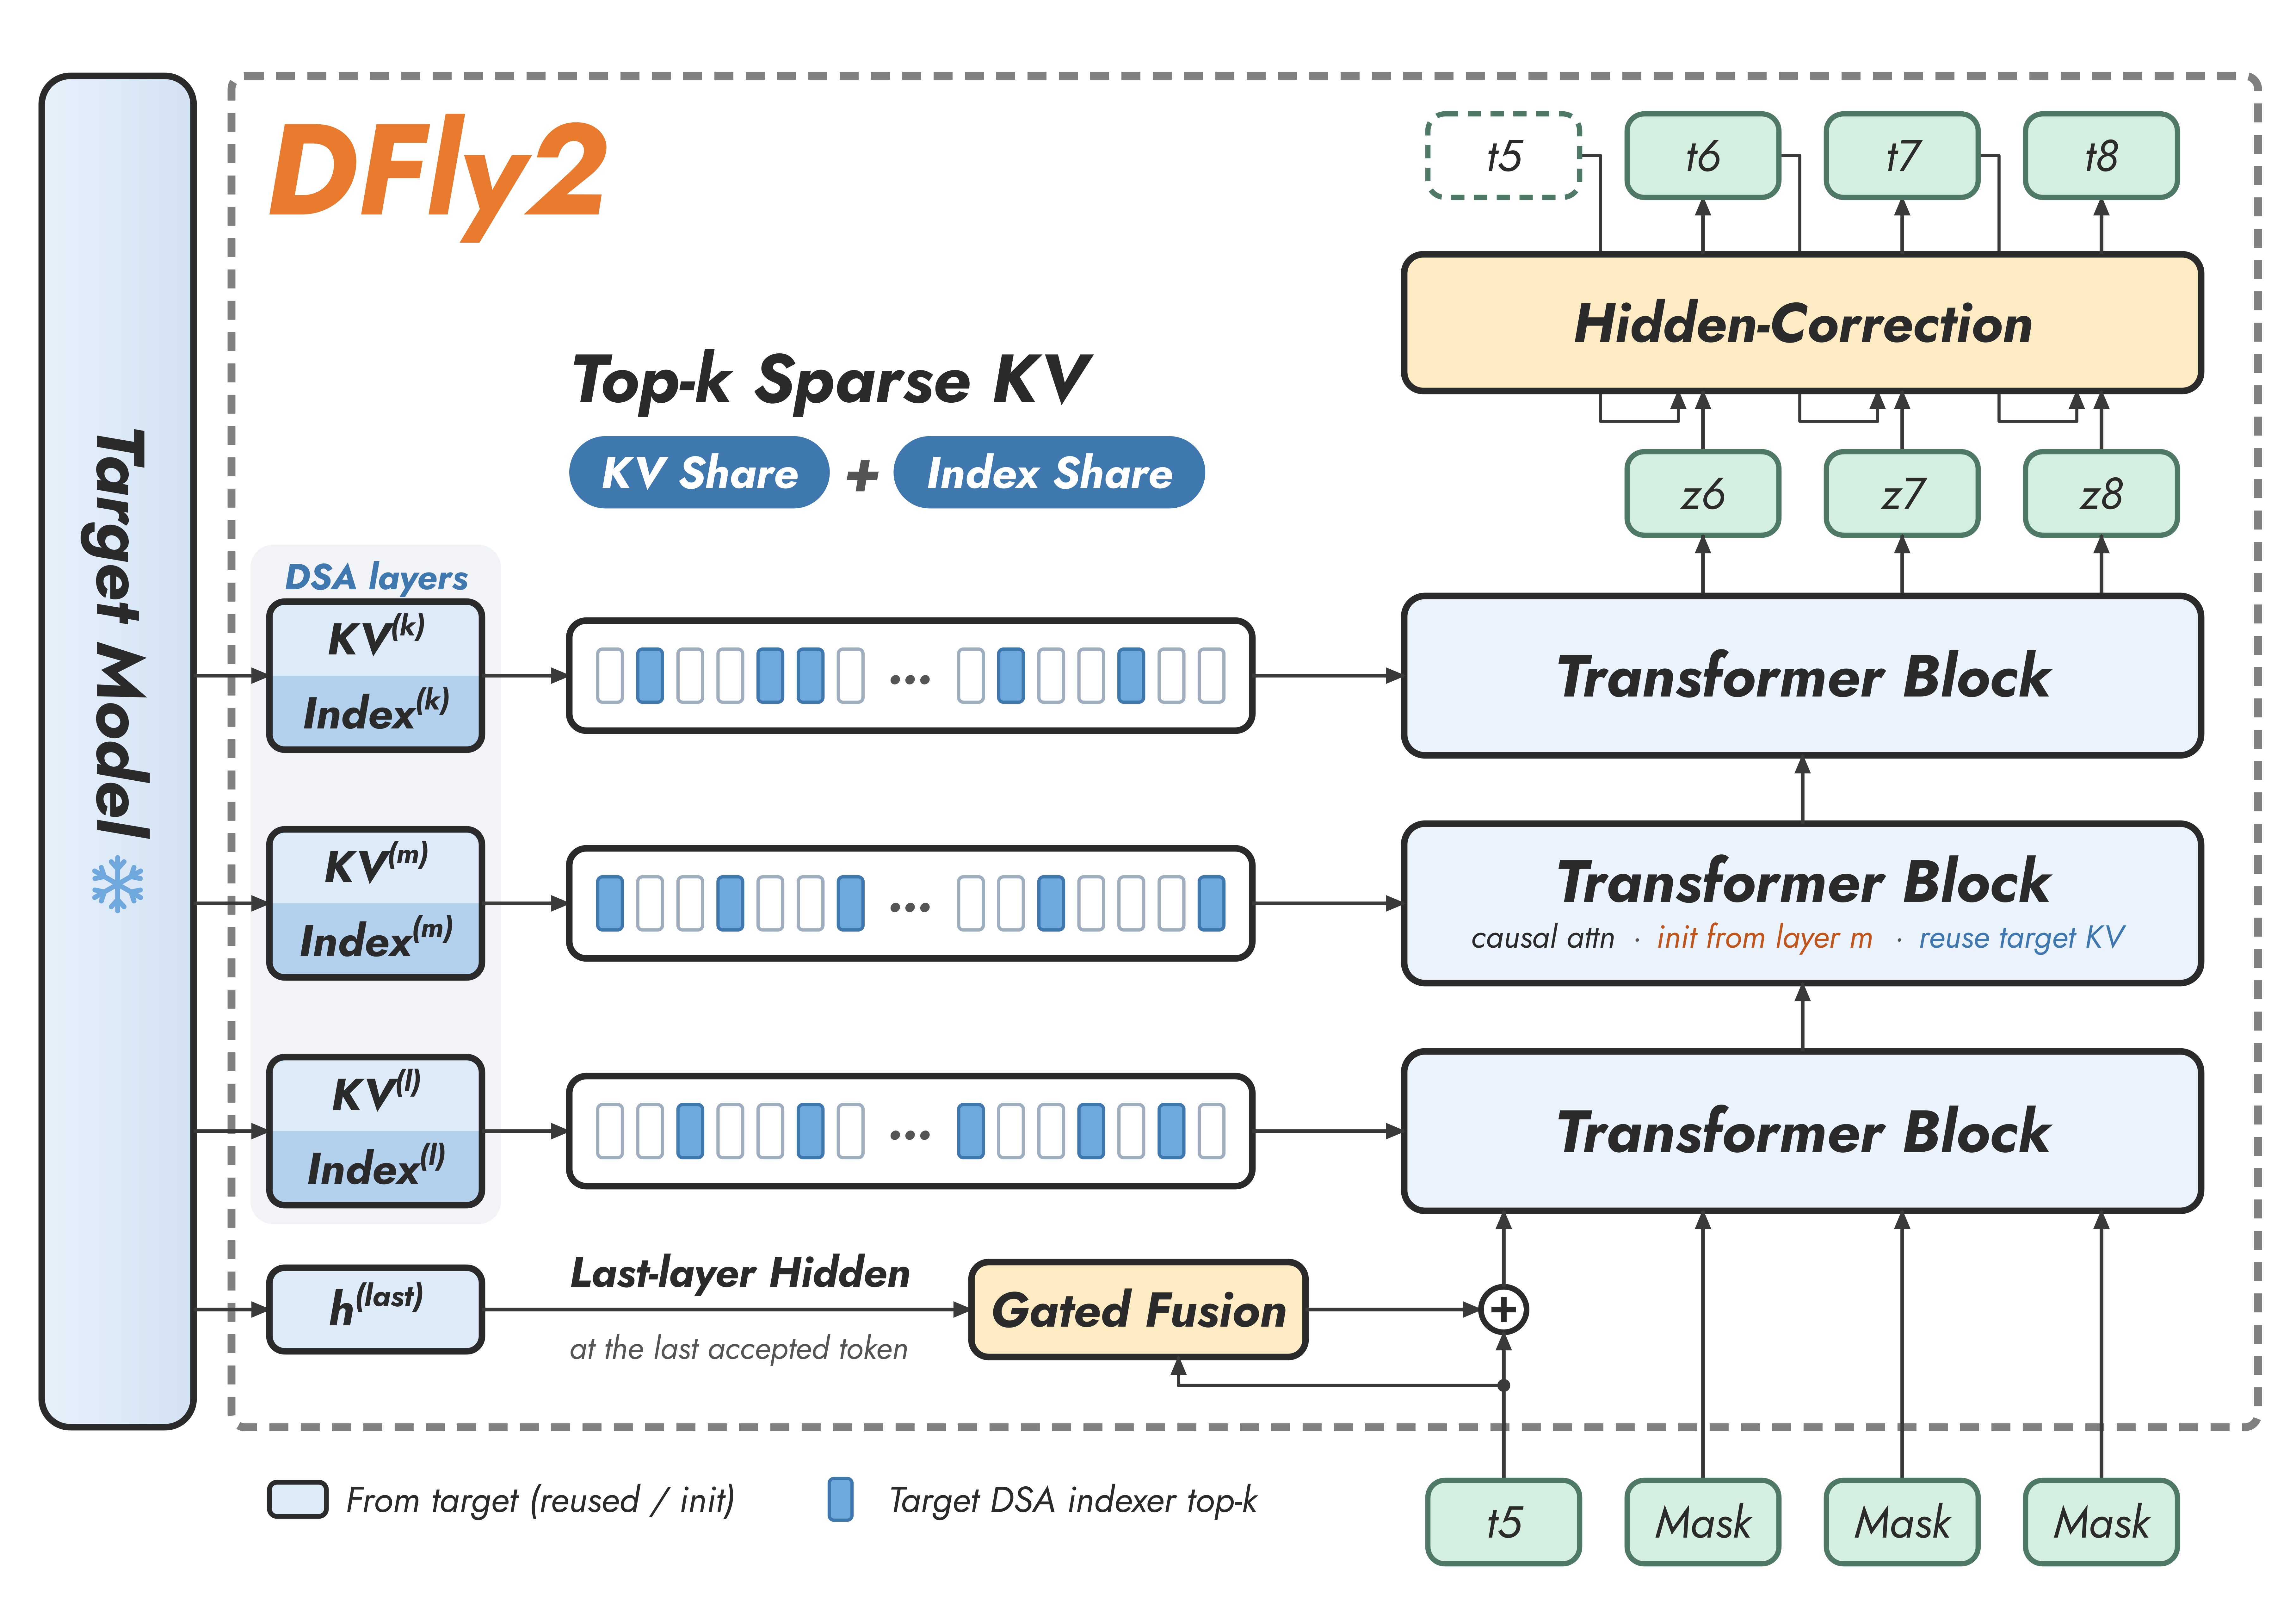 DFly2
t5
t6
t7
t8
Hidden-Correction
Top-k Sparse KV
KV Share + Index Share
z6
z7
z8
Target Model
DSA layers
KV(k)
Index(k)
...
Transformer Block
KV(m)
Index(m)
...
Transformer Block
causal attn · init from layer m · reuse target KV
KV(l)
Index(l)
...
Transformer Block
h(last)
Last-layer Hidden
at the last accepted token
Gated Fusion
+
From target (reused / init)
Target DSA indexer top-k
t5
Mask
Mask
Mask